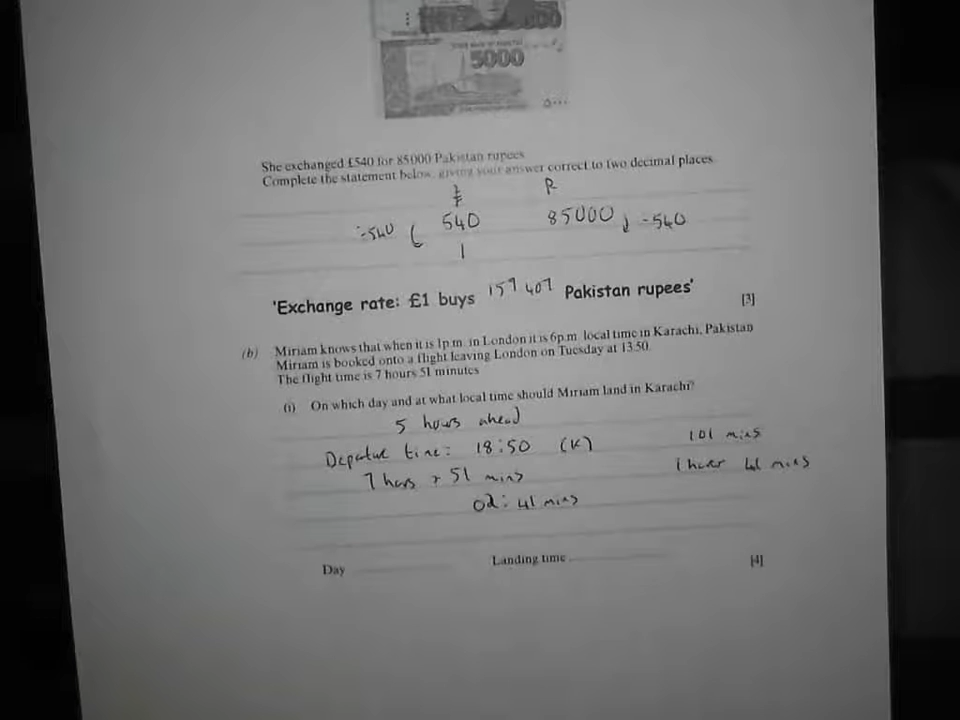 000
5000
She exchanged £540 for 85000 Pakistan rupees
Complete the statement below, giving your answer correct to two decimal places.
£ R
÷540 540 85000 ÷540
1
'Exchange rate: £1 buys 157 407 Pakistan rupees'
[3]
(b) Miriam knows that when it is 1p.m. in London it is 6p.m. local time in Karachi, Pakistan
Miriam is booked onto a flight leaving London on Tuesday at 13.50.
The flight time is 7 hours 51 minutes
(i) On which day and at what local time should Miriam land in Karachi?
5 hours ahead
Depatue time: 18:50 (K) 101 mins
7 hours + 51 mins 1 hour 41 mins
02:41 mins
Day Landing time [4]